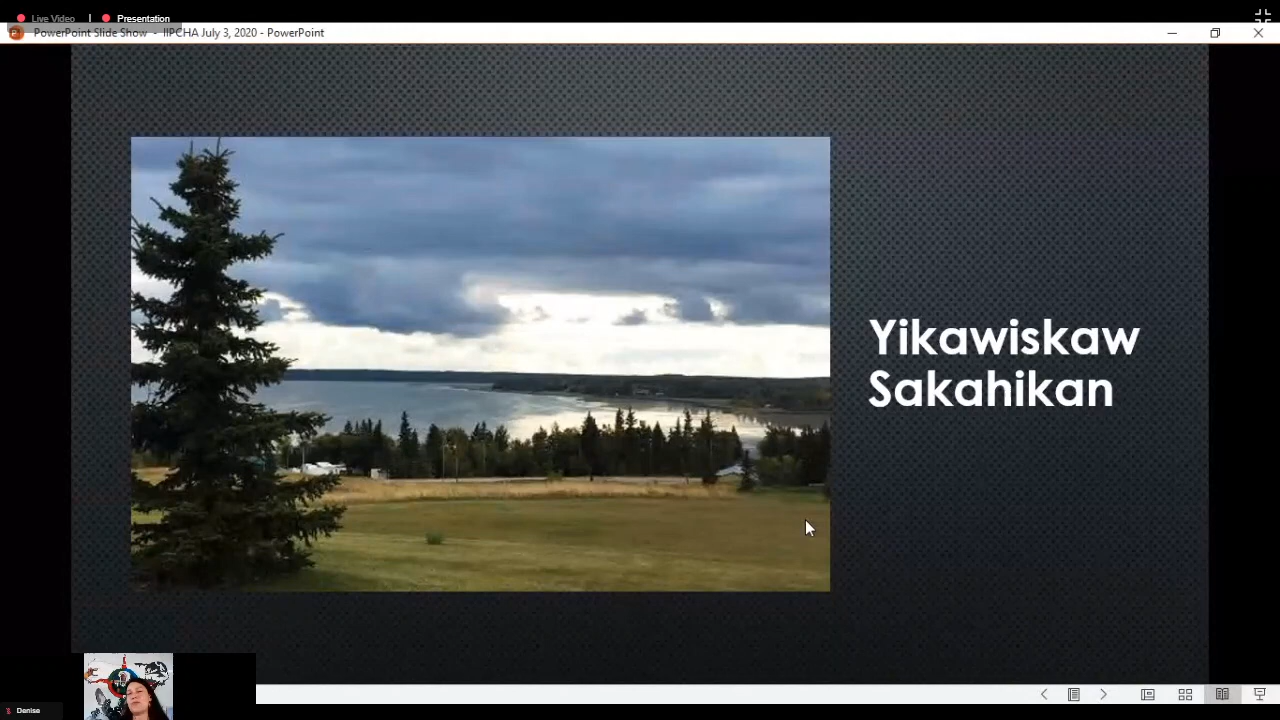 Live Video | Presentation
PowerPoint Slide Show - IIPCHA July 3, 2020 - PowerPoint
Yikawiskaw
Sakahikan
Denise